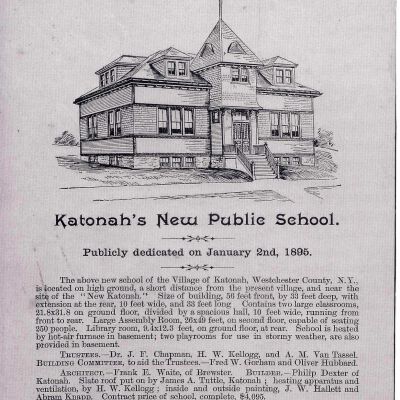 Katonah's New Public School.
Publicly dedicated on January 2nd, 1895.
The above new school of the Village of Katonah, Westchester County, N.Y.,
is located on high ground, a short distance from the present village, and near the
site of the "New Katonah." Size of building, 56 feet front, by 33 feet deep, with
extension at the rear, 10 feet wide, and 33 feet long Contains two large classrooms,
21.8x31.8 on ground floor, divided by a spacious hall, 10 feet wide, running from
front to rear. Large Assembly Room, 26x49 feet, on second floor, capable of seating
250 people. Library room, 9.4x12.3 feet, on ground floor, at rear. School is heated
by hot-air furnace in basement; two playrooms for use in stormy weather, are also
provided in basement.
TRUSTEES.—Dr. J. F. Chapman, H. W. Kellogg, and A. M. Van Tassel.
BUILDING COMMITTEE, to aid the Trustees.—Fred W. Gorham and Oliver Hubbard.
ARCHITECT.—Frank E. Waite, of Brewster. BUILDER.—Philip Dexter of
Katonah. Slate roof put on by James A. Tuttle, Katonah; heating apparatus and
ventilation, by H. W. Kellogg; inside and outside painting, J. W. Hallett and
Abram Knapp. Contract price of school, complete, $4,095.